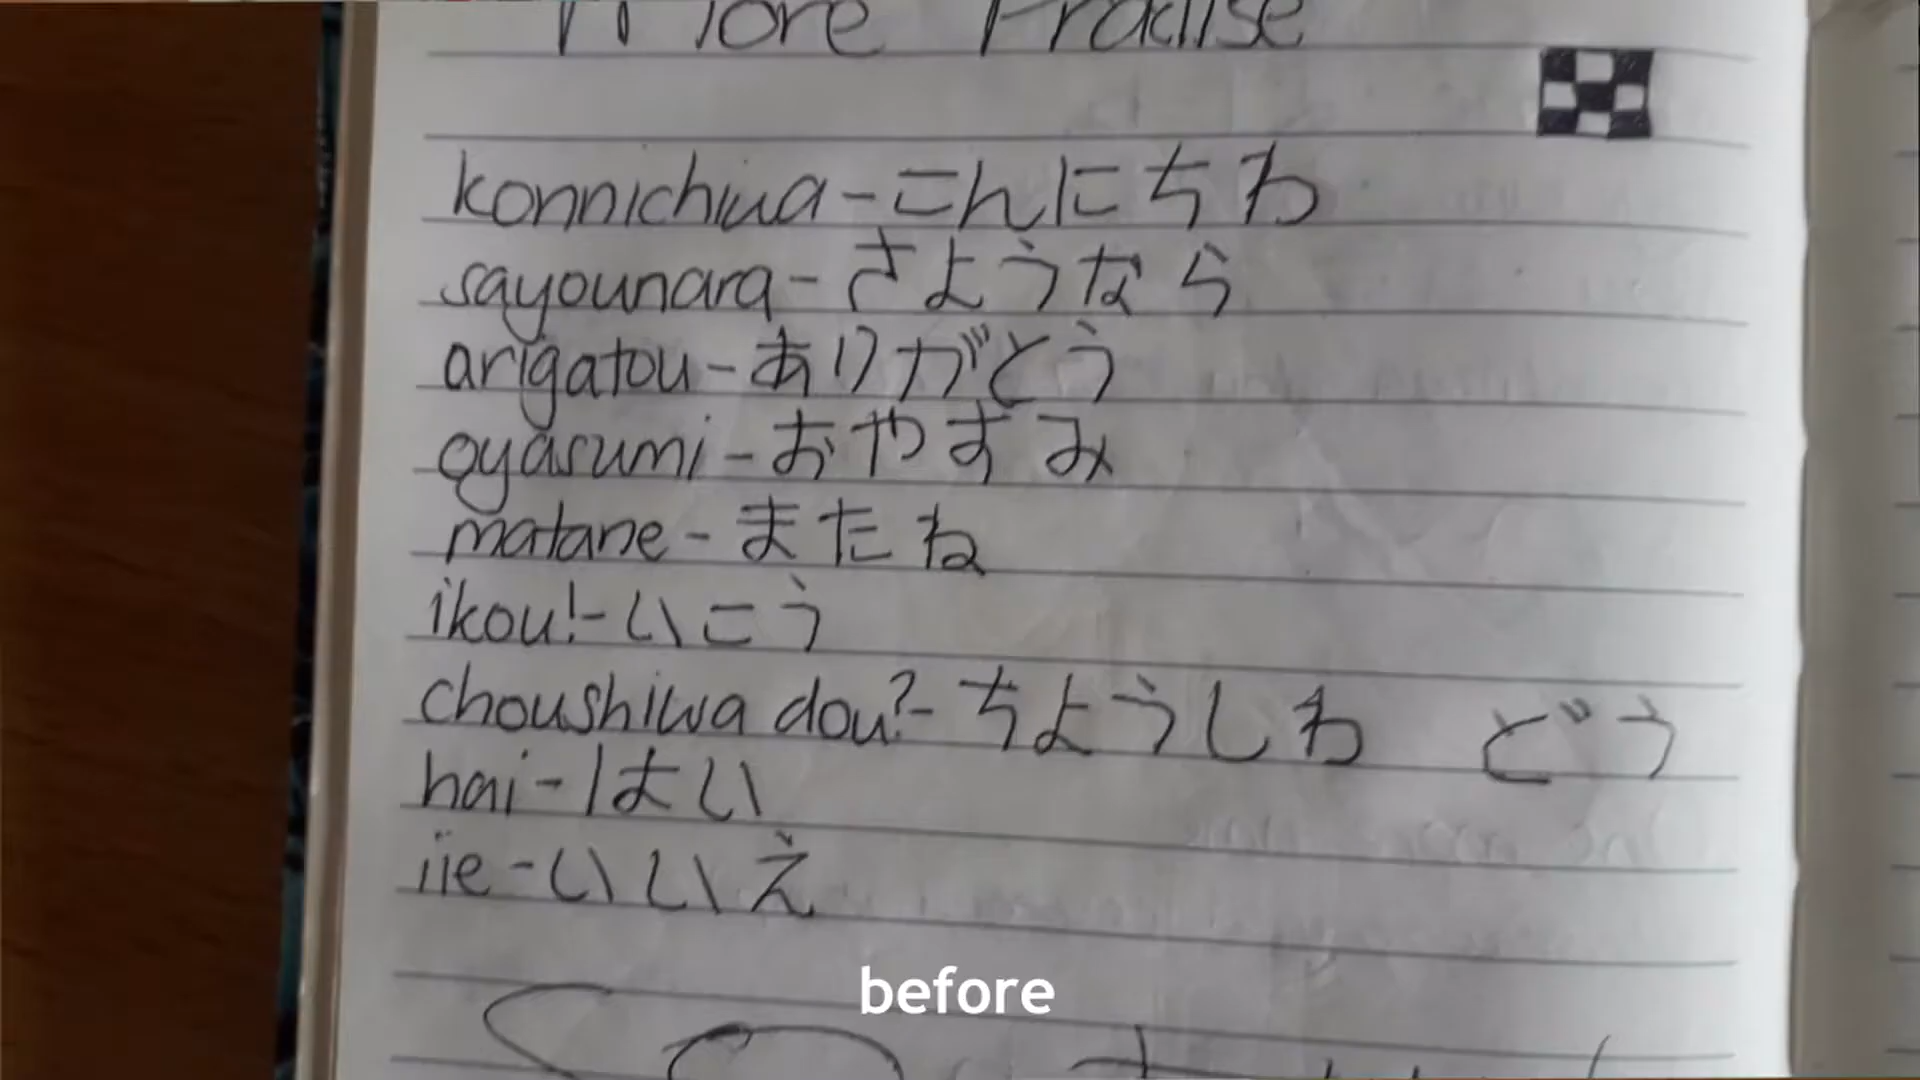 More Practise
konnichiwa-こんにちわ
sayounara-さようなら
arigatou-ありがとう
oyasumi-おやすみ
matane-またね
ikou!-いこう
choushiwa dou?-ちようしわ どう
hai-はい
iie-いいえ
before